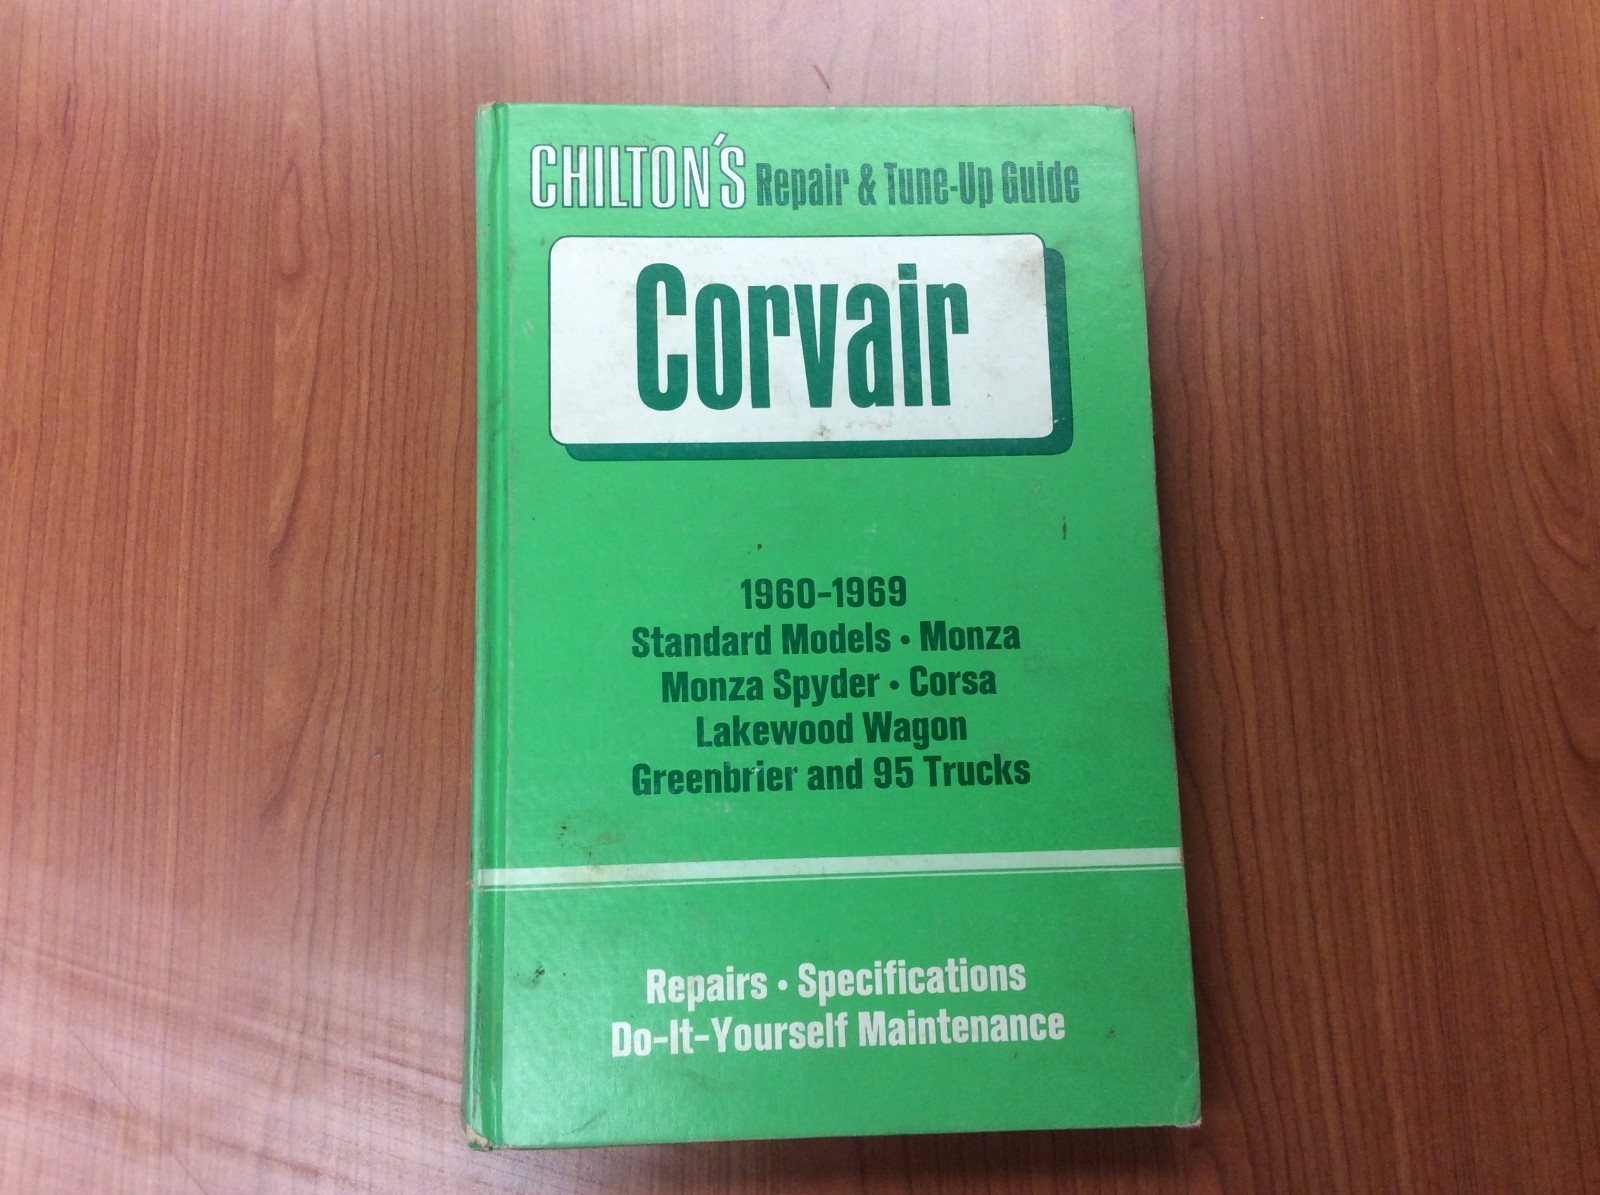 CHILTON'S Repair & Tune-Up Guide
Corvair
1960-1969
Standard Models • Monza
Monza Spyder • Corsa
Lakewood Wagon
Greenbrier and 95 Trucks
Repairs • Specifications
Do-It-Yourself Maintenance